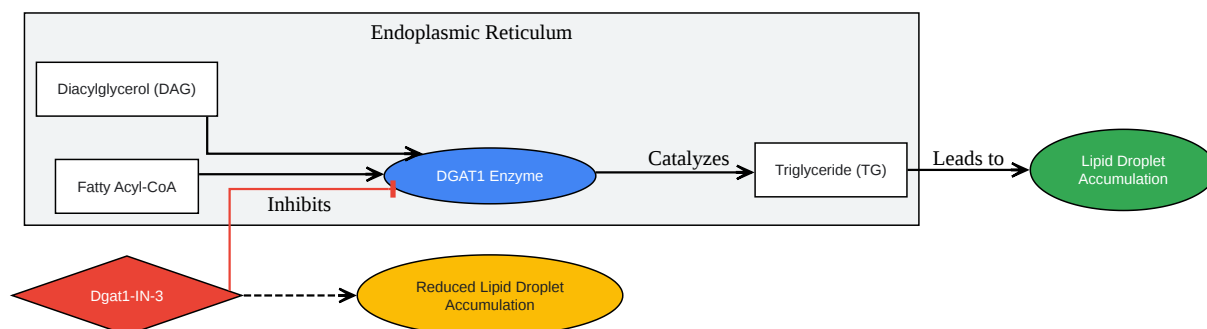 Endoplasmic Reticulum
Diacylglycerol (DAG)
Fatty Acyl-CoA
DGAT1 Enzyme
Catalyzes
Triglyceride (TG)
Leads to
Lipid Droplet
Accumulation
Inhibits
Dgat1-IN-3
Reduced Lipid Droplet
Accumulation